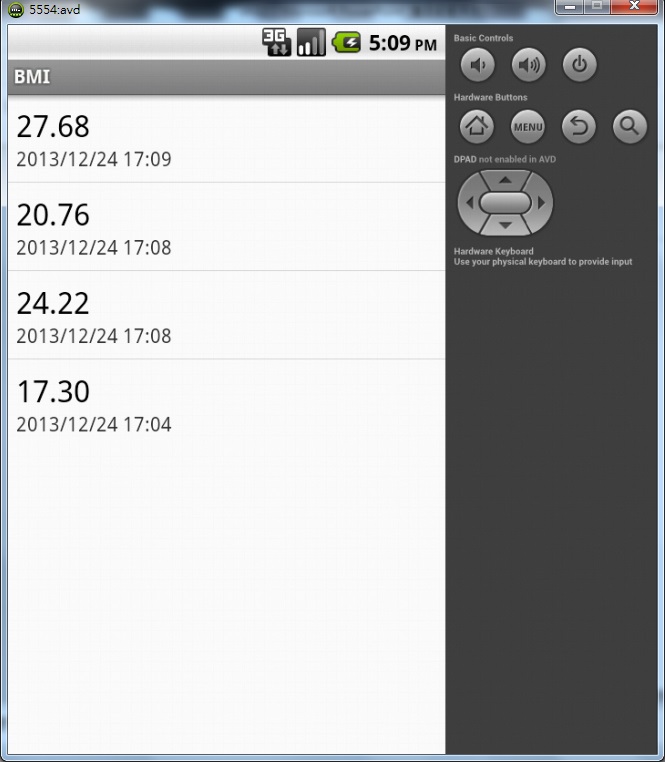 5554:avd
3G 5:09 PM
BMI
27.68
2013/12/24 17:09
20.76
2013/12/24 17:08
24.22
2013/12/24 17:08
17.30
2013/12/24 17:04
Basic Controls
Hardware Buttons
MENU
DPAD not enabled in AVD
Hardware Keyboard
Use your physical keyboard to provide input